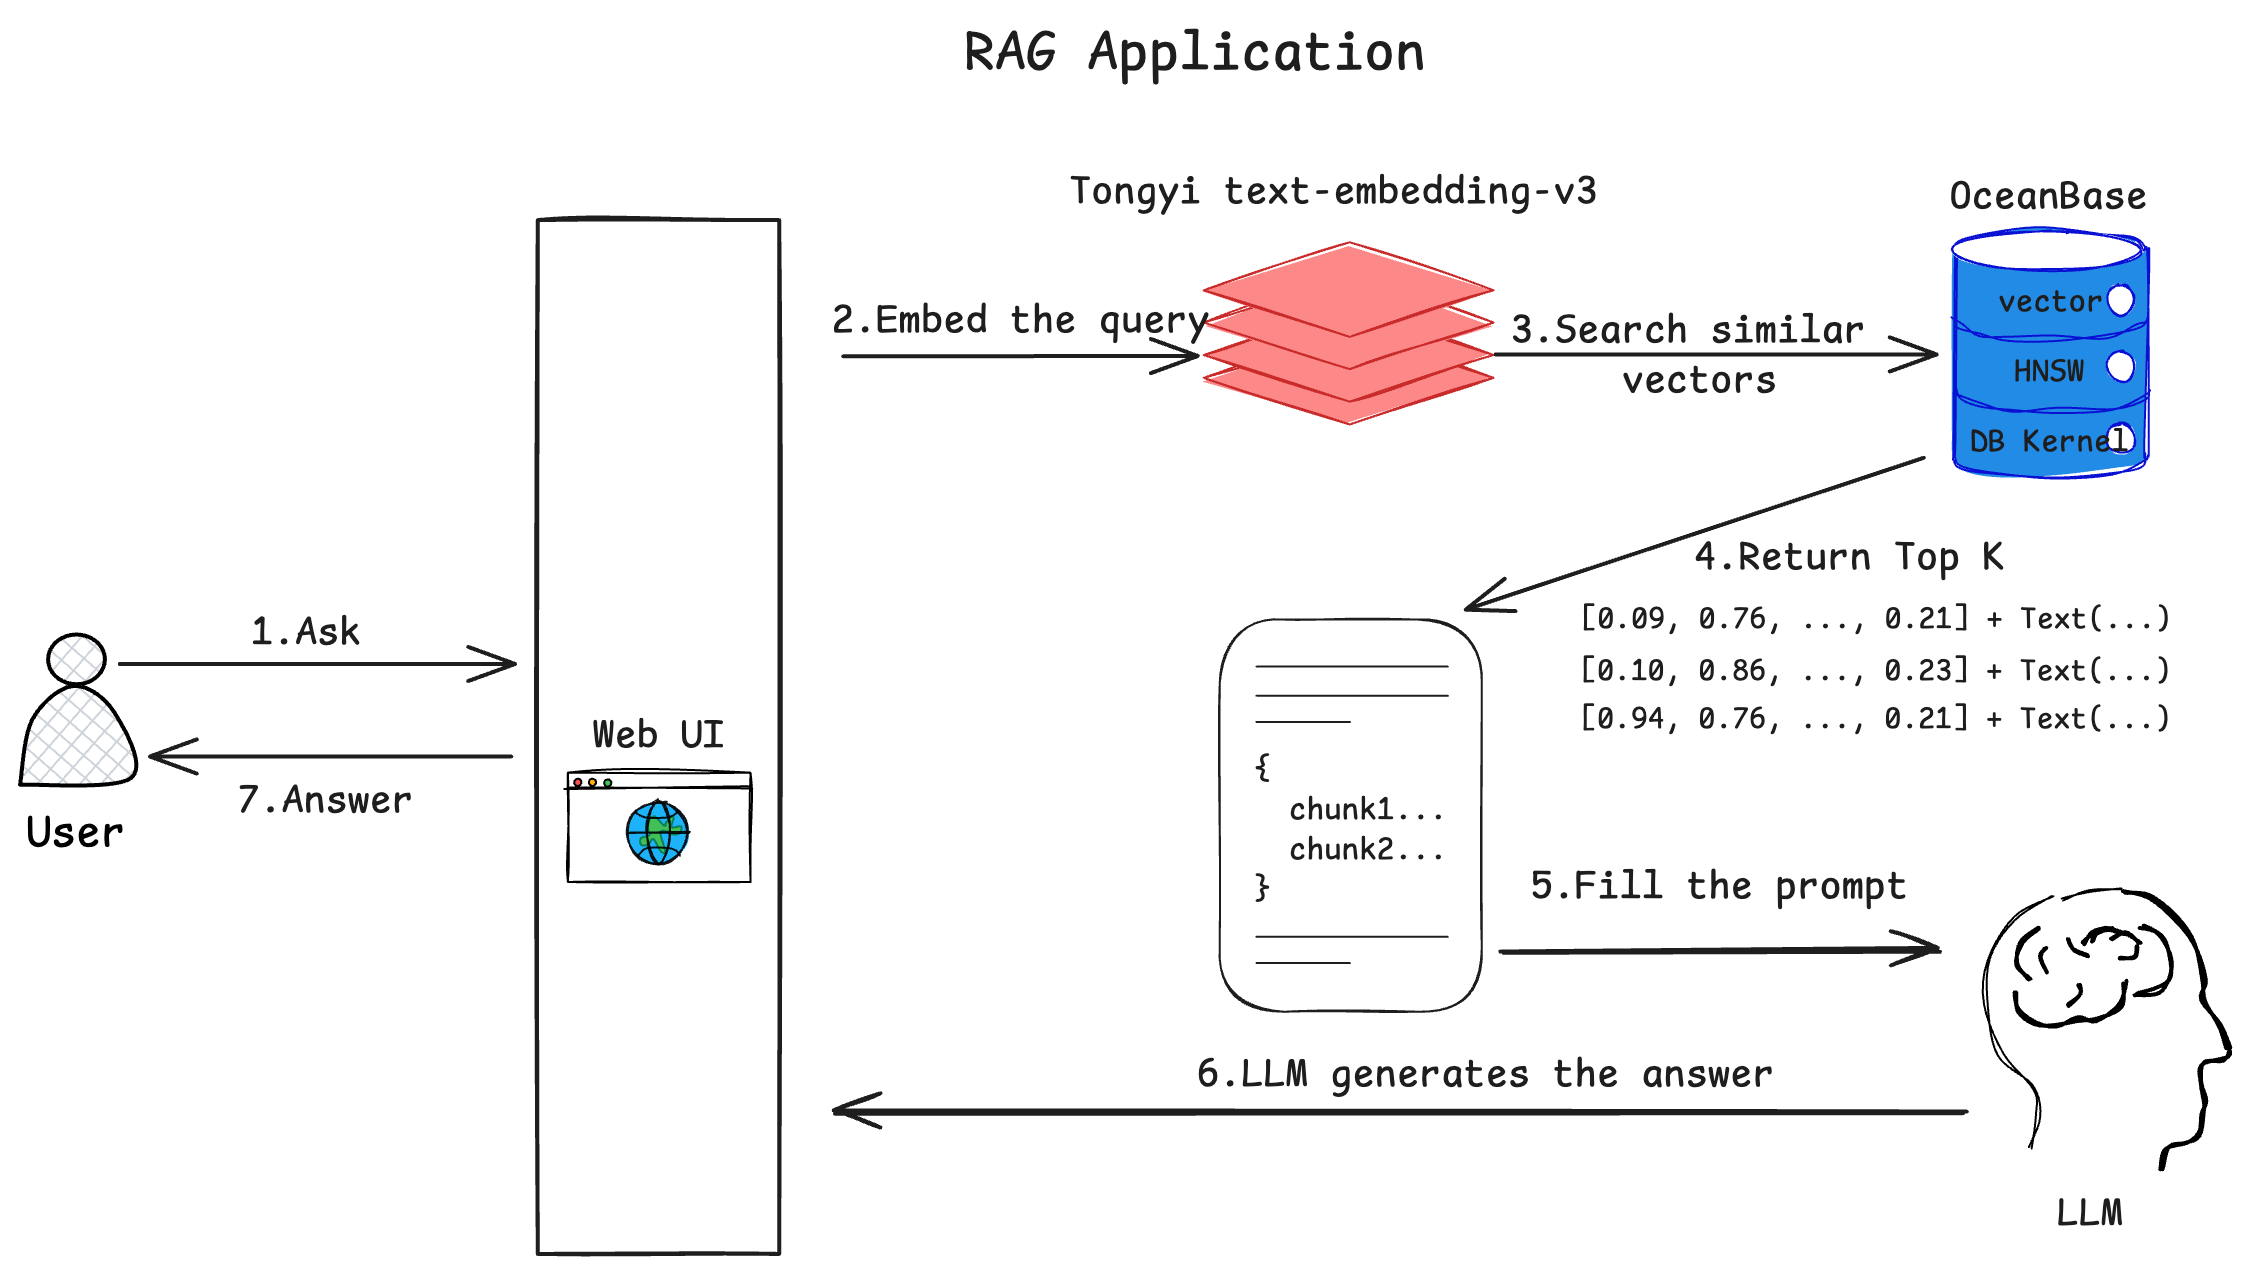 RAG Application
Tongyi text-embedding-v3
OceanBase
vector
HNSW
DB Kernel
2.Embed the query
3.Search similar
vectors
4.Return Top K
[0.09, 0.76, ..., 0.21] + Text(...)
[0.10, 0.86, ..., 0.23] + Text(...)
[0.94, 0.76, ..., 0.21] + Text(...)
1.Ask
7.Answer
User
Web UI
{
chunk1...
chunk2...
}
5.Fill the prompt
6.LLM generates the answer
LLM